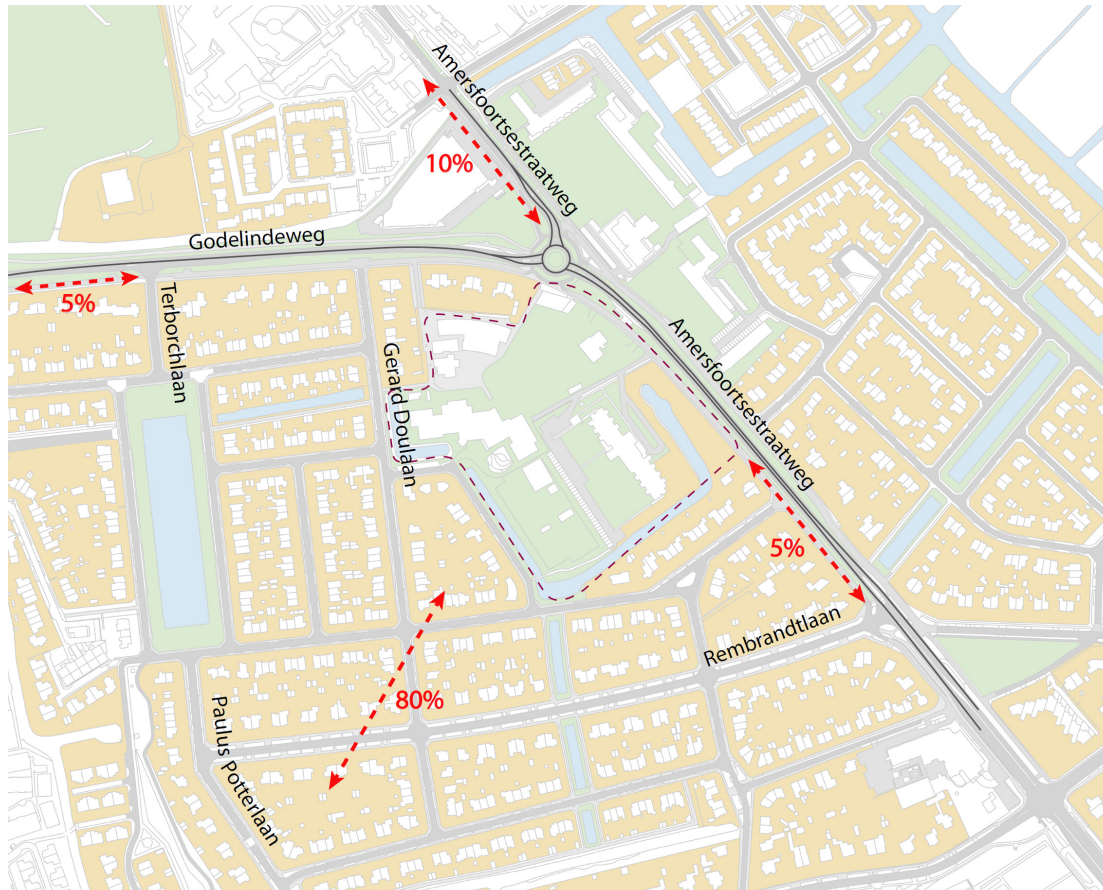 Amersfoortsestraatweg
10%
Godelindeweg
5%
Terborchlaan
Gerard Doulaan
Amersfoortsestraatweg
5%
Rembrandtlaan
80%
Paulus Potterlaan